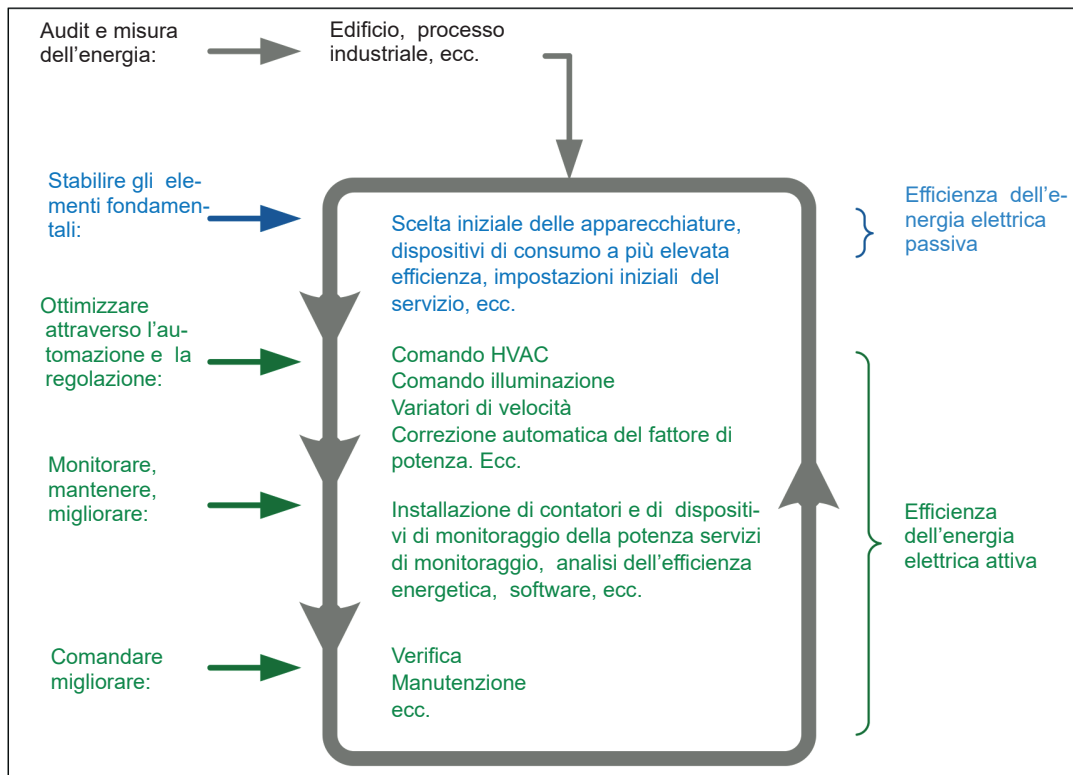 Audit e misura
dell'energia:
Edificio, processo
industriale, ecc.
Stabilire gli ele-
menti fondamen-
tali:
Scelta iniziale delle apparecchiature,
dispositivi di consumo a più elevata
efficienza, impostazioni iniziali del
servizio, ecc.
Efficienza dell'e-
nergia elettrica
passiva
Ottimizzare
attraverso l'au-
tomazione e la
regolazione:
Comando HVAC
Comando illuminazione
Variatori di velocità
Correzione automatica del fattore di
potenza. Ecc.
Monitorare,
mantenere,
migliorare:
Installazione di contatori e di dispositi-
vi di monitoraggio della potenza servizi
di monitoraggio, analisi dell'efficienza
energetica, software, ecc.
Efficienza
dell'energia
elettrica attiva
Comandare
migliorare:
Verifica
Manutenzione
ecc.